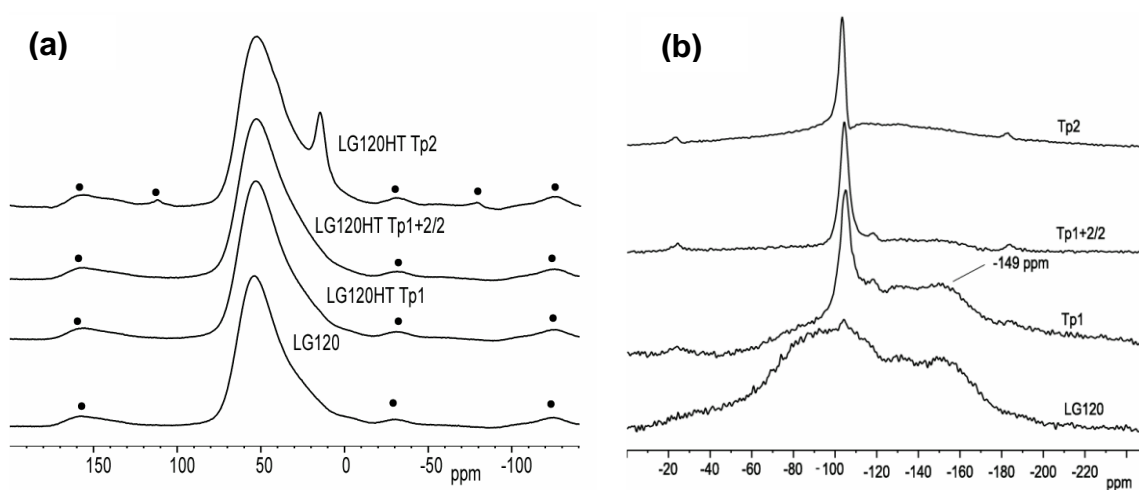 (a)
LG120HT Tp2
LG120HT Tp1+2/2
LG120HT Tp1
LG120
150 100 50 0 -50 -100
ppm
(b)
Tp2
Tp1+2/2
-149 ppm
Tp1
LG120
-20 -40 -60 -80 -100 -120 -140 -160 -180 -200 -220
ppm